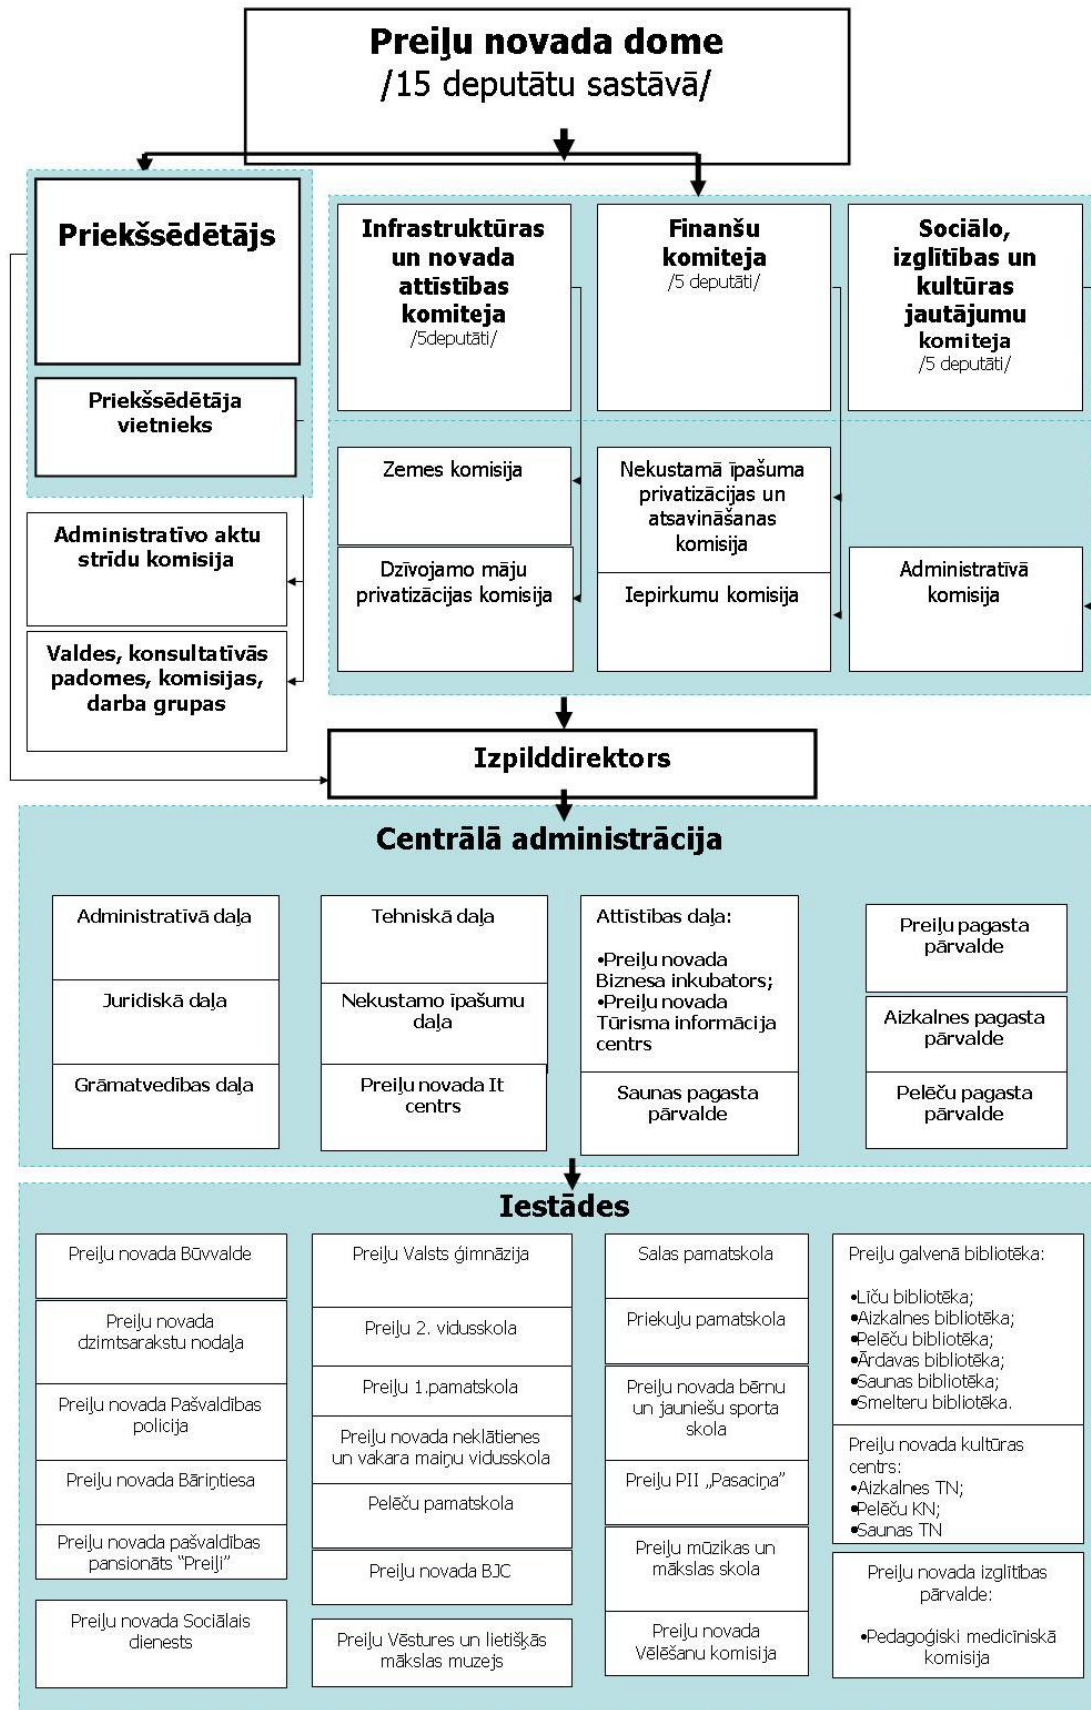 Preiļu novada dome
/15 deputātu sastāvā/
Priekšsēdētājs
Priekšsēdētāja
vietnieks
Administratīvo aktu
strīdu komisija
Valdes, konsultatīvās
padomes, komisijas,
darba grupas
Infrastruktūras
un novada
attīstības
komiteja
/5deputāti/
Finanšu
komiteja
/5 deputāti/
Sociālo,
izglītības un
kultūras
jautājumu
komiteja
/5 deputāti/
Zemes komisija
Dzīvojamo māju
privatizācijas komisija
Nekustamā īpašuma
privatizācijas un
atsavināšanas
komisija
Iepirkumu komisija
Administratīvā
komisija
Izpilddirektors
Centrālā administrācija
Administratīvā daļa
Juridiskā daļa
Grāmatvedības daļa
Tehniskā daļa
Nekustamo īpašumu
daļa
Preiļu novada It
centrs
Attīstības daļa:
•Preiļu novada
Biznesa inkubators;
•Preiļu novada
Tūrisma informācija
centrs
Saunas pagasta
pārvalde
Preiļu pagasta
pārvalde
Aizkalnes pagasta
pārvalde
Pelēču pagasta
pārvalde
Iestādes
Preiļu novada Būvvalde
Preiļu novada
dzimtsarakstu nodaļa
Preiļu novada Pašvaldības
policija
Preiļu novada Bāriņtiesa
Preiļu novada pašvaldības
pansionāts "Preiļi"
Preiļu novada Sociālais
dienests
Preiļu Valsts ģimnāzija
Preiļu 2. vidusskola
Preiļu 1.pamatskola
Preiļu novada neklātienes
un vakara maiņu vidusskola
Pelēču pamatskola
Preiļu novada BJC
Preiļu Vēstures un lietišķās
mākslas muzejs
Salas pamatskola
Priekuļu pamatskola
Preiļu novada bērnu
un jauniešu sporta
skola
Preiļu PII „Pasaciņa”
Preiļu mūzikas un
mākslas skola
Preiļu novada
Vēlēšanu komisija
Preiļu galvenā bibliotēka:
•Līču bibliotēka;
•Aizkalnes bibliotēka;
•Pelēču bibliotēka;
•Ārdavas bibliotēka;
•Saunas bibliotēka;
•Smelteru bibliotēka.
Preiļu novada kultūras
centrs:
•Aizkalnes TN;
•Pelēču KN;
•Saunas TN
Preiļu novada izglītības
pārvalde:
•Pedagoģiski medicīniskā
komisija